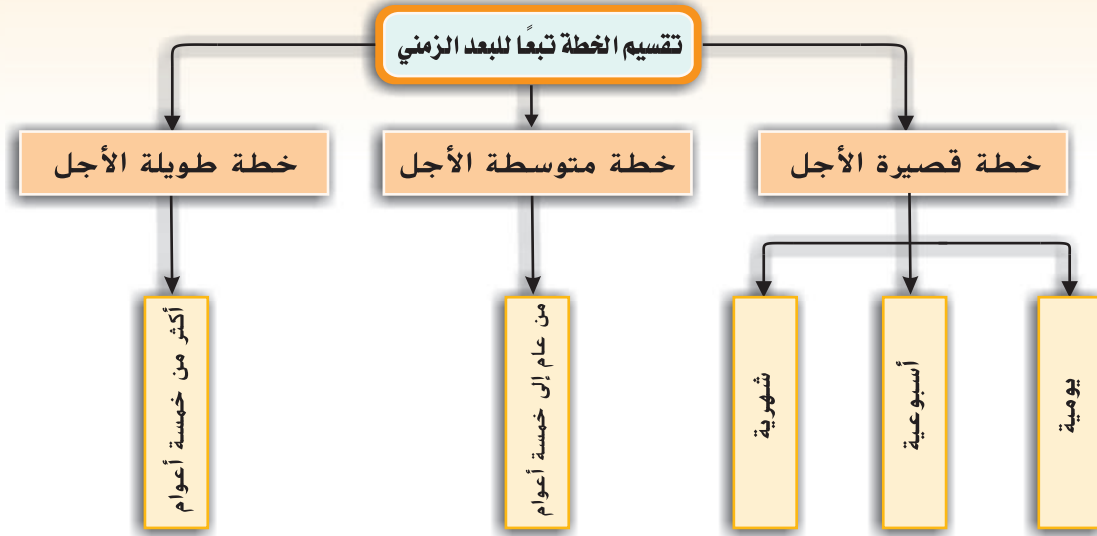 تقسيم الخطة تبعًا للبعد الزمني
خطة قصيرة الأجل
خطة متوسطة الأجل
خطة طويلة الأجل
يومية
أسبوعية
شهرية
من عام إلى خمسة أعوام
أكثر من خمسة أعوام